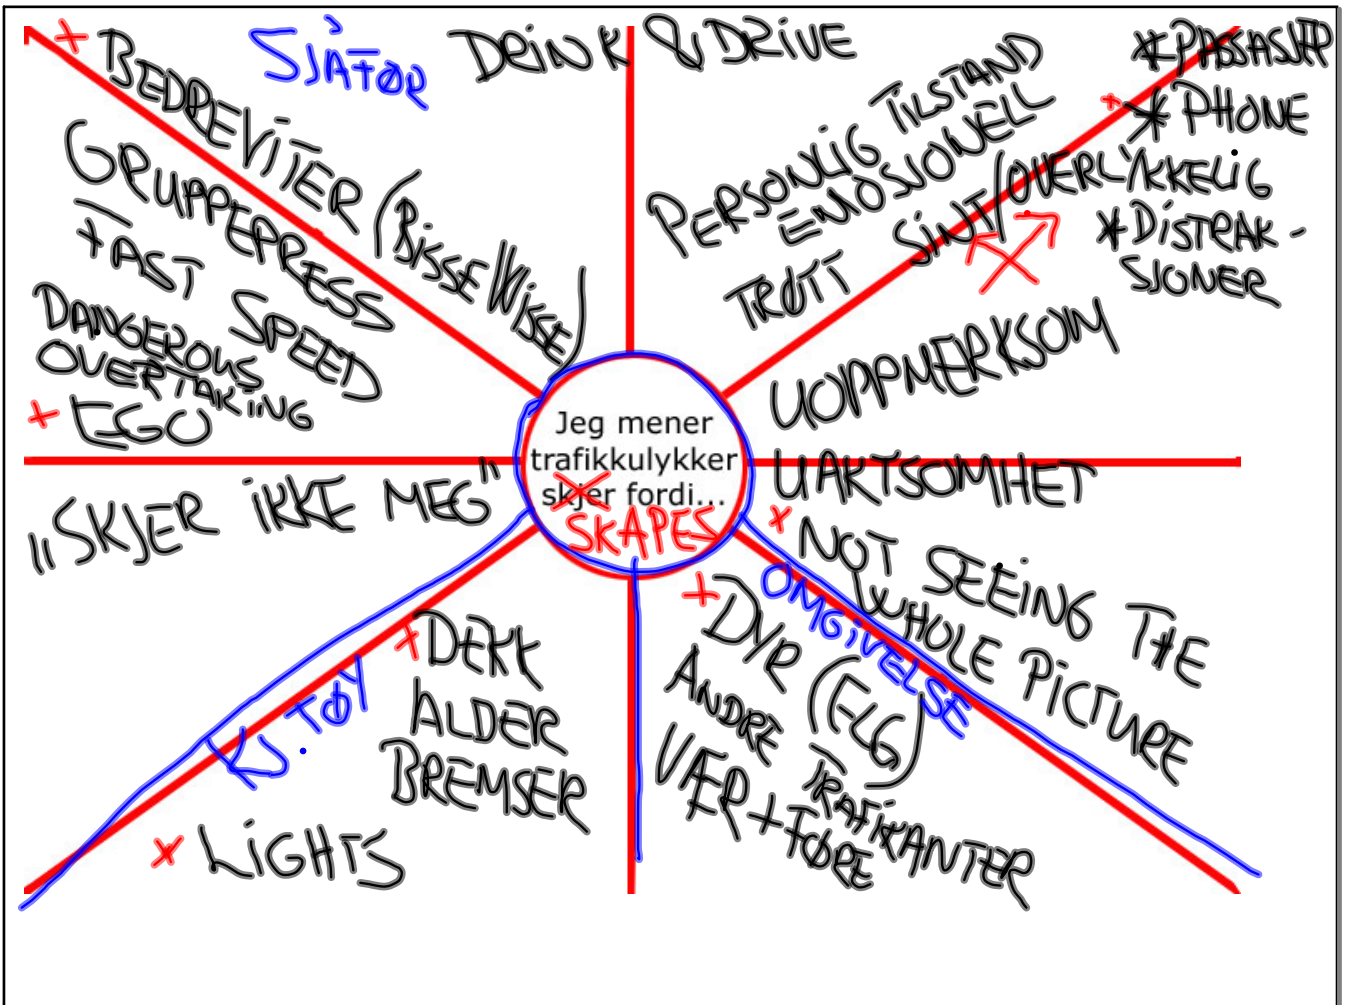 SJÅFØR
DRINK & DRIVE
+ BEDREVITER (BISSEWISSE)
GRUPPEPRESS
FAST SPEED
DANGEROUS
OVERTAKING
+ EGO
PERSONLIG TILSTAND
EMOSJONELL
TRØTT SINT/OVERLYKKELIG
* PASSASJER
+ * PHONE
* DISTRAK-
SJONER
UOPPMERKSOM
UAKTSOMHET
Jeg mener
trafikkulykker
skjer fordi...
SKAPES
"SKJER IKKE MEG"
x NOT SEEING THE
WHOLE PICTURE
OMGIVELSE
+ DYR (ELG)
ANDRE TRAFIKANTER
VÆR + FØRE
KJ.TØY
+ DEKK
ALDER
BREMSER
x LIGHTS